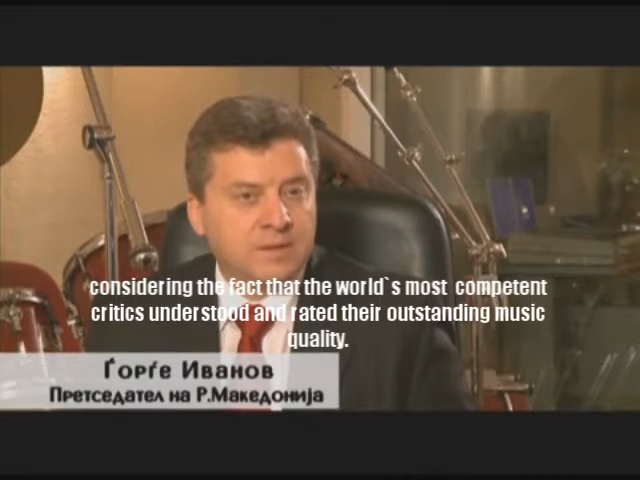 considering the fact that the world`s most competent
critics understood and rated their outstanding music
quality.
Ѓорѓе Иванов
Претседател на Р.Македонија